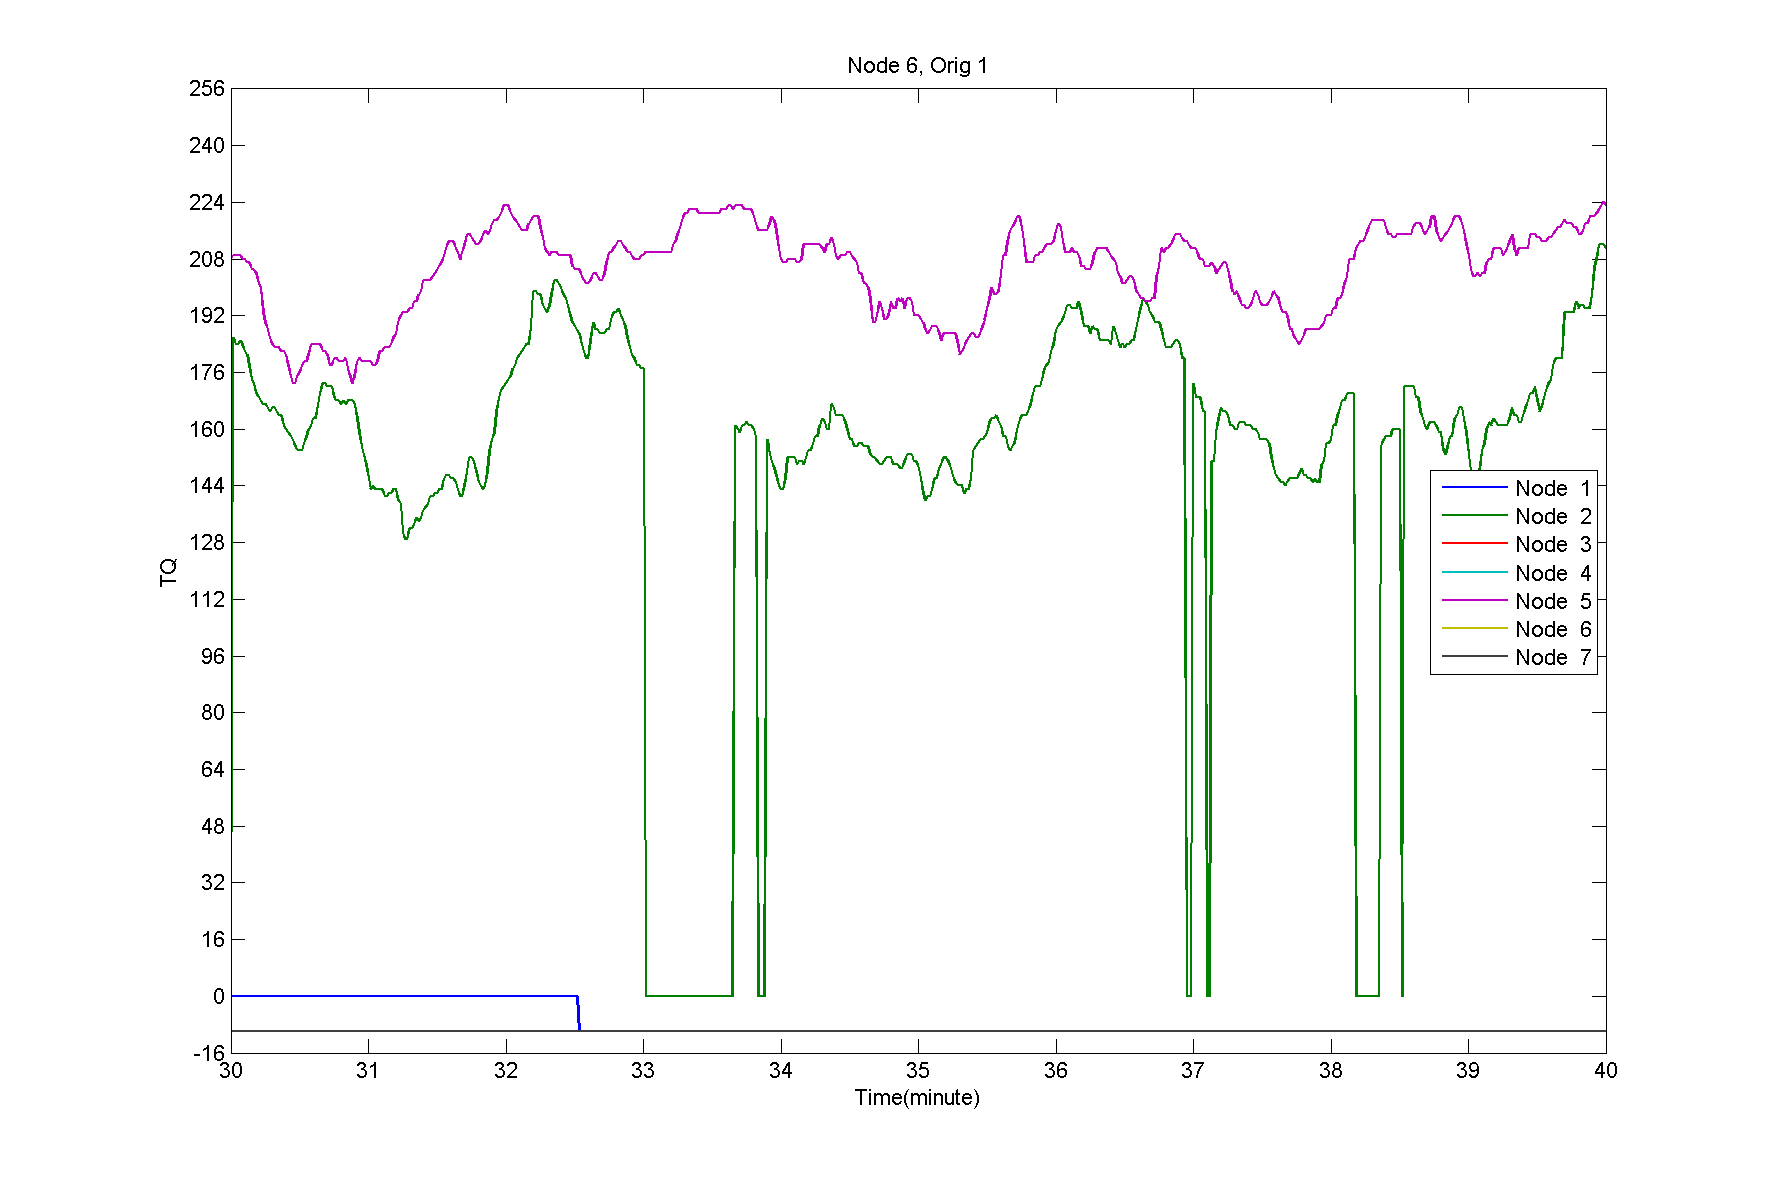 Node 6, Orig 1
256
240
224
208
192
176
160
144
128
112
96
80
64
48
32
16
0
-16
TQ
Node 1
Node 2
Node 3
Node 4
Node 5
Node 6
Node 7
30 31 32 33 34 35 36 37 38 39 40
Time(minute)